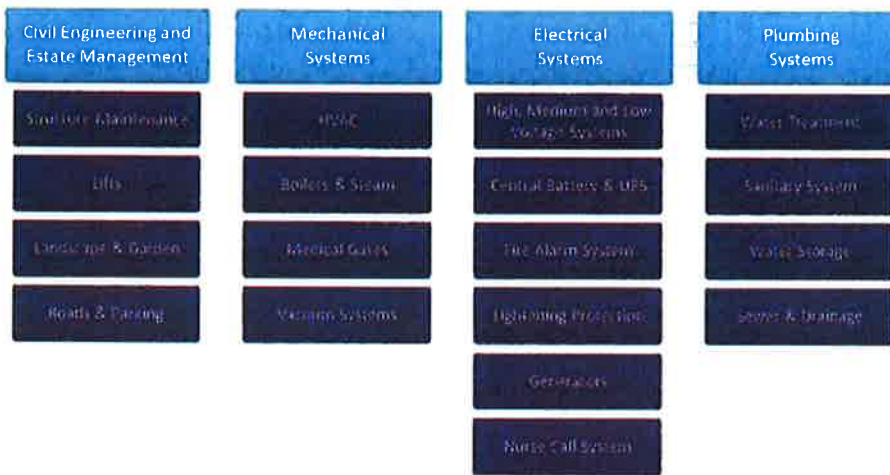 Civil Engineering and
Estate Management
Structure Maintenance
Lifts
Landscape & Garden
Roads & Parking
Mechanical
Systems
HVAC
Boilers & Steam
Medical Gases
Vacuum Systems
Electrical
Systems
High, Medium and Low
Voltage Systems
Central Battery & UPS
Fire Alarm System
Lightening Protection
Generators
Nurse Call System
Plumbing
Systems
Water Treatment
Sanitary System
Water Storage
Sewer & Drainage